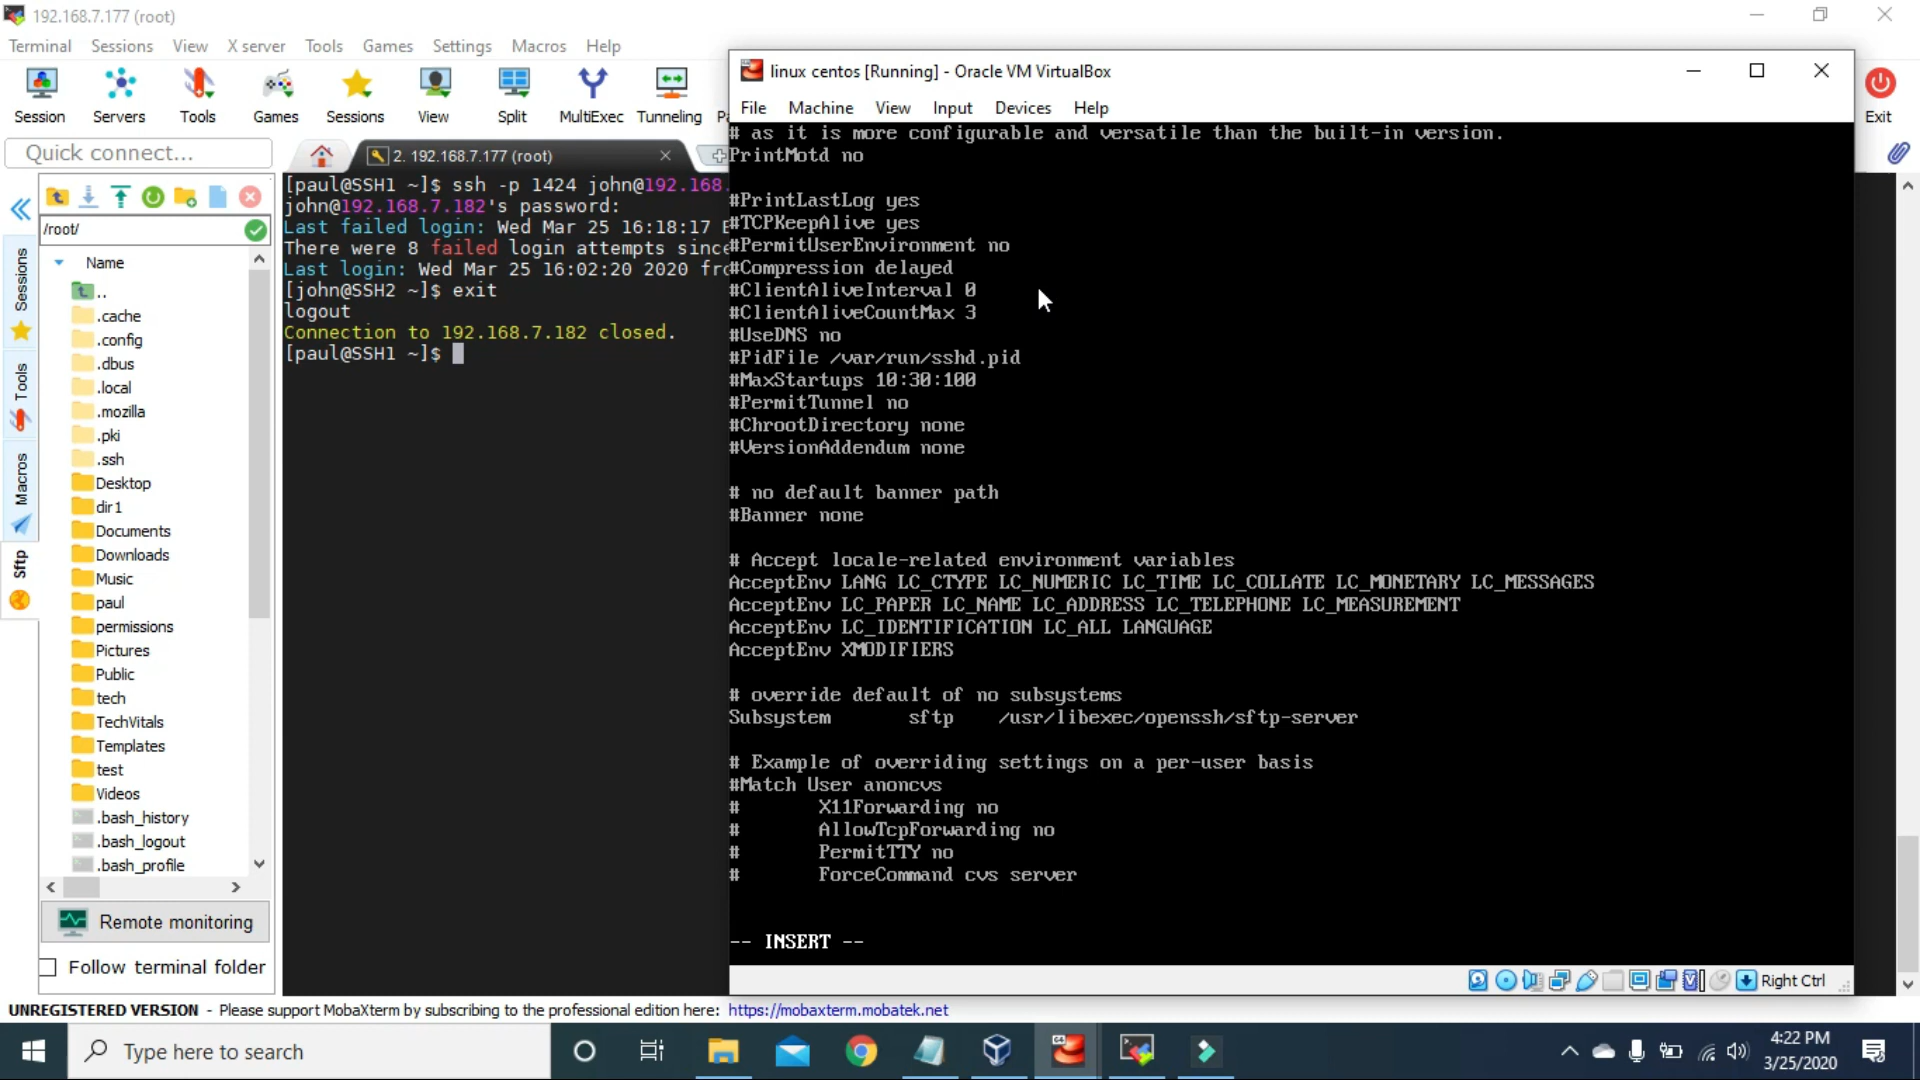 192.168.7.177 (root)
Terminal Sessions View X server Tools Games Settings Macros Help
Session Servers Tools Games Sessions View Split MultiExec Tunneling
Exit
Quick connect...
2. 192.168.7.177 (root)
/root/
Name
..
.cache
.config
.dbus
.local
.mozilla
.pki
.ssh
Desktop
dir1
Documents
Downloads
Music
paul
permissions
Pictures
Public
tech
TechVitals
Templates
test
Videos
.bash_history
.bash_logout
.bash_profile
Sessions
Tools
Macros
Sftp
Remote monitoring
Follow terminal folder
[paul@SSH1 ~]$ ssh -p 1424 john@192.168.
john@192.168.7.182's password:
Last failed login: Wed Mar 25 16:18:17 E
There were 8 failed login attempts since
Last login: Wed Mar 25 16:02:20 2020 fro
[john@SSH2 ~]$ exit
logout
Connection to 192.168.7.182 closed.
[paul@SSH1 ~]$
linux centos [Running] - Oracle VM VirtualBox
File Machine View Input Devices Help
# as it is more configurable and versatile than the built-in version.
PrintMotd no
#PrintLastLog yes
#TCPKeepAlive yes
#PermitUserEnvironment no
#Compression delayed
#ClientAliveInterval 0
#ClientAliveCountMax 3
#UseDNS no
#PidFile /var/run/sshd.pid
#MaxStartups 10:30:100
#PermitTunnel no
#ChrootDirectory none
#VersionAddendum none
# no default banner path
#Banner none
# Accept locale-related environment variables
AcceptEnv LANG LC_CTYPE LC_NUMERIC LC_TIME LC_COLLATE LC_MONETARY LC_MESSAGES
AcceptEnv LC_PAPER LC_NAME LC_ADDRESS LC_TELEPHONE LC_MEASUREMENT
AcceptEnv LC_IDENTIFICATION LC_ALL LANGUAGE
AcceptEnv XMODIFIERS
# override default of no subsystems
Subsystem sftp /usr/libexec/openssh/sftp-server
# Example of overriding settings on a per-user basis
#Match User anoncvs
# X11Forwarding no
# AllowTcpForwarding no
# PermitTTY no
# ForceCommand cvs server
-- INSERT --
Right Ctrl
UNREGISTERED VERSION - Please support MobaXterm by subscribing to the professional edition here: https://mobaxterm.mobatek.net
Type here to search
4:22 PM
3/25/2020